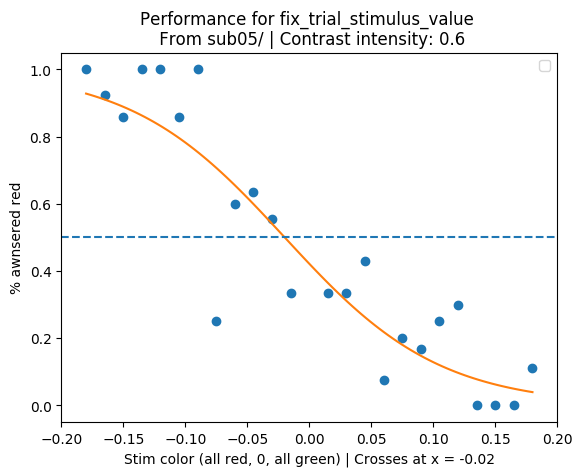 Performance for fix_trial_stimulus_value
From sub05/ | Contrast intensity: 0.6
1.0
0.8
0.6
0.4
0.2
0.0
% awnsered red
−0.20 −0.15 −0.10 −0.05 0.00 0.05 0.10 0.15 0.20
Stim color (all red, 0, all green) | Crosses at x = -0.02